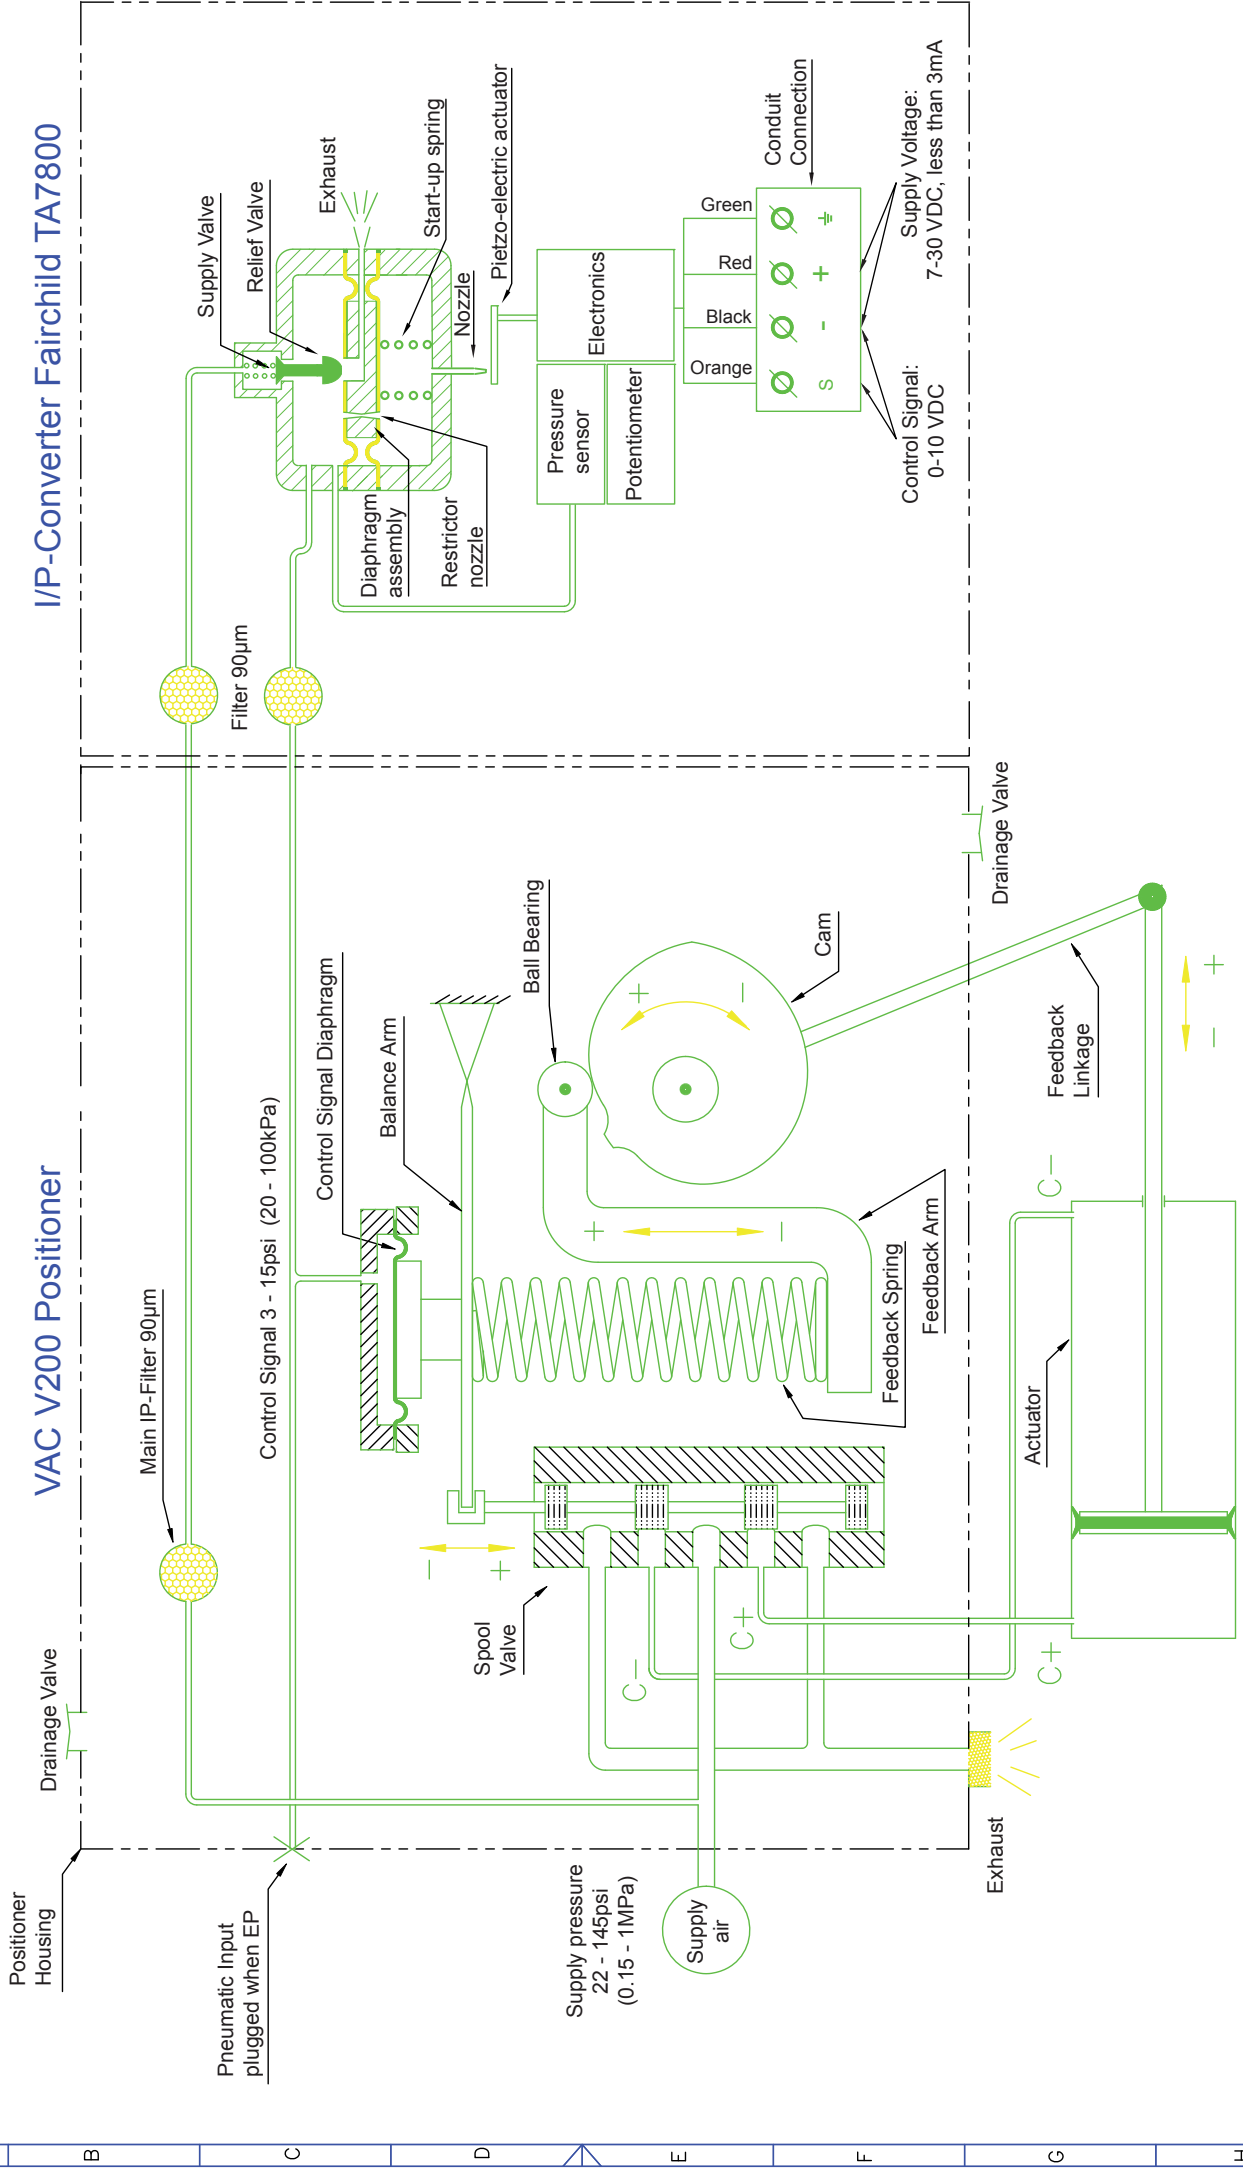 VAC V200 Positioner
I/P-Converter Fairchild TA7800
Positioner
Housing
Drainage Valve
Main IP-Filter 90µm
Filter 90µm
Pneumatic Input
plugged when EP
Control Signal 3 - 15psi (20 - 100kPa)
Control Signal Diaphragm
Balance Arm
Ball Bearing
Cam
+
−
+
−
−
+
Spool
Valve
C−
C+
Feedback Spring
Feedback Arm
Feedback
Linkage
Drainage Valve
Supply pressure
22 - 145psi
(0.15 - 1MPa)
Supply
air
Exhaust
Actuator
C+
C−
−
+
Supply Valve
Relief Valve
Exhaust
Start-up spring
Nozzle
Pietzo-electric actuator
Diaphragm
assembly
Restrictor
nozzle
Pressure
sensor
Potentiometer
Electronics
Orange
Black
Red
Green
S
-
+
Conduit
Connection
Control Signal:
0-10 VDC
Supply Voltage:
7-30 VDC, less than 3mA
B
C
D
E
F
G
H